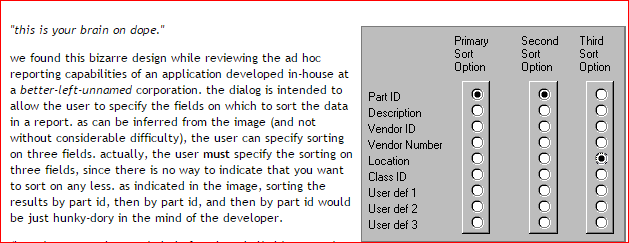 "this is your brain on dope."
we found this bizarre design while reviewing the ad hoc
reporting capabilities of an application developed in-house at
a better-left-unnamed corporation. the dialog is intended to
allow the user to specify the fields on which to sort the data
in a report. as can be inferred from the image (and not
without considerable difficulty), the user can specify sorting
on three fields. actually, the user must specify the sorting on
three fields, since there is no way to indicate that you want
to sort on any less. as indicated in the image, sorting the
results by part id, then by part id, and then by part id would
be just hunky-dory in the mind of the developer.
Primary Second Third
Sort Sort Sort
Option Option Option
Part ID
Description
Vendor ID
Vendor Number
Location
Class ID
User def 1
User def 2
User def 3